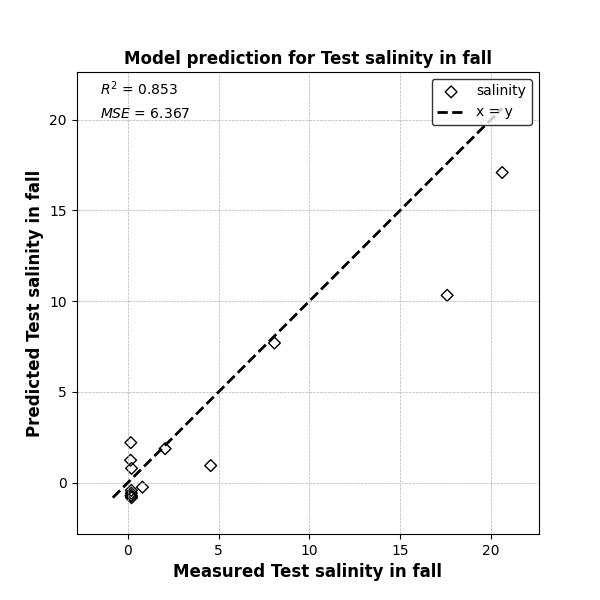 Model prediction for Test salinity in fall
R² = 0.853
MSE = 6.367
salinity
x = y
20
15
10
5
0
Predicted Test salinity in fall
0 5 10 15 20
Measured Test salinity in fall